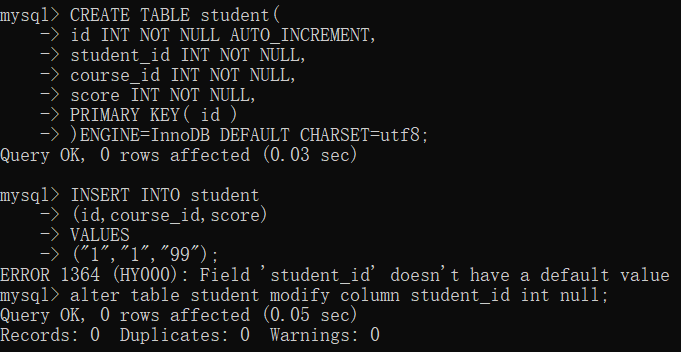 mysql> CREATE TABLE student(
    -> id INT NOT NULL AUTO_INCREMENT,
    -> student_id INT NOT NULL,
    -> course_id INT NOT NULL,
    -> score INT NOT NULL,
    -> PRIMARY KEY( id )
    -> )ENGINE=InnoDB DEFAULT CHARSET=utf8;
Query OK, 0 rows affected (0.03 sec)

mysql> INSERT INTO student
    -> (id,course_id,score)
    -> VALUES
    -> ("1","1","99");
ERROR 1364 (HY000): Field 'student_id' doesn't have a default value
mysql> alter table student modify column student_id int null;
Query OK, 0 rows affected (0.05 sec)
Records: 0  Duplicates: 0  Warnings: 0